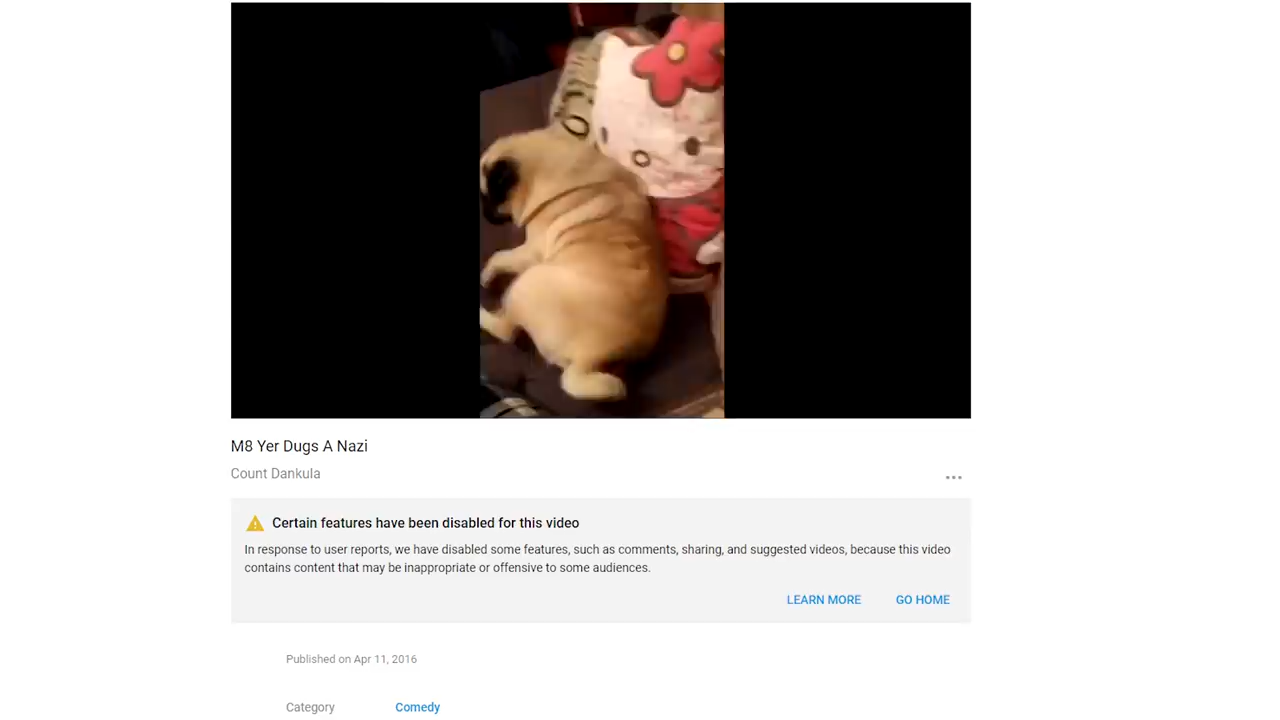 M8 Yer Dugs A Nazi
Count Dankula
Certain features have been disabled for this video
In response to user reports, we have disabled some features, such as comments, sharing, and suggested videos, because this video
contains content that may be inappropriate or offensive to some audiences.
LEARN MORE GO HOME
Published on Apr 11, 2016
Category Comedy